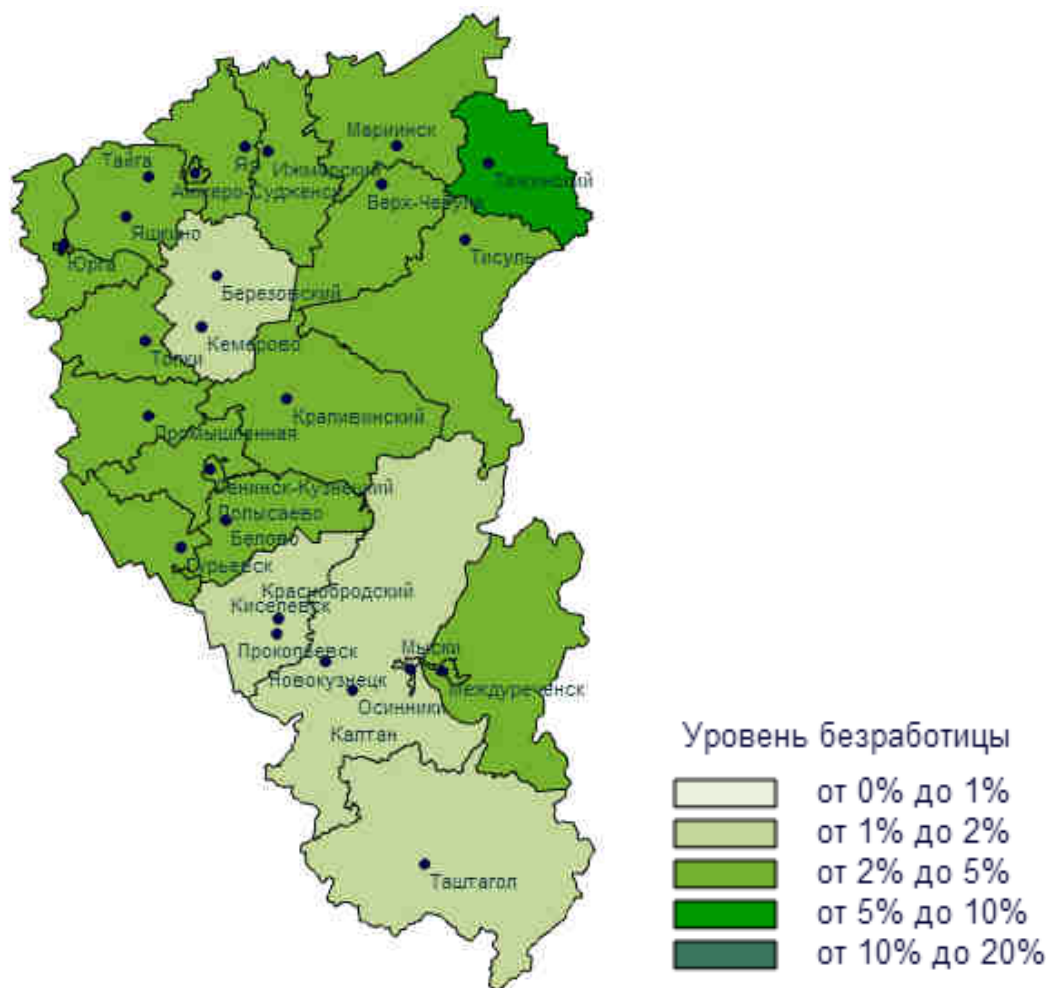 Мариинск
Тайга
Яя
Ижморский
Тяжинский
Анжеро-Судженск
Верх-Чебула
Яшкино
Юрга
Тисуль
Березовский
Топки
Кемерово
Крапивинский
Промышленная
Ленинск-Кузнецкий
Полысаево
Белово
Гурьевск
Краснобродский
Киселевск
Прокопьевск
Мыски
Новокузнецк
Междуреченск
Осинники
Калтан
Таштагол
Уровень безработицы
от 0% до 1%
от 1% до 2%
от 2% до 5%
от 5% до 10%
от 10% до 20%